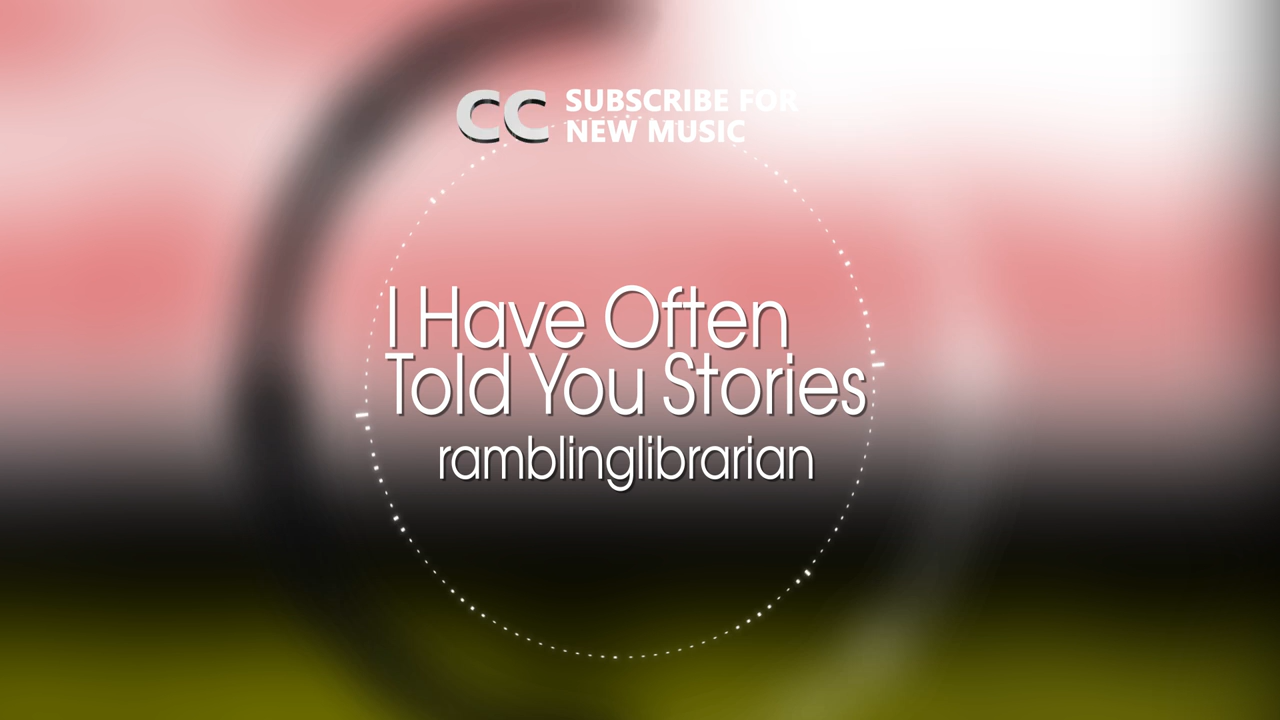 CC SUBSCRIBE FOR
NEW MUSIC
I Have Often
Told You Stories
ramblinglibrarian